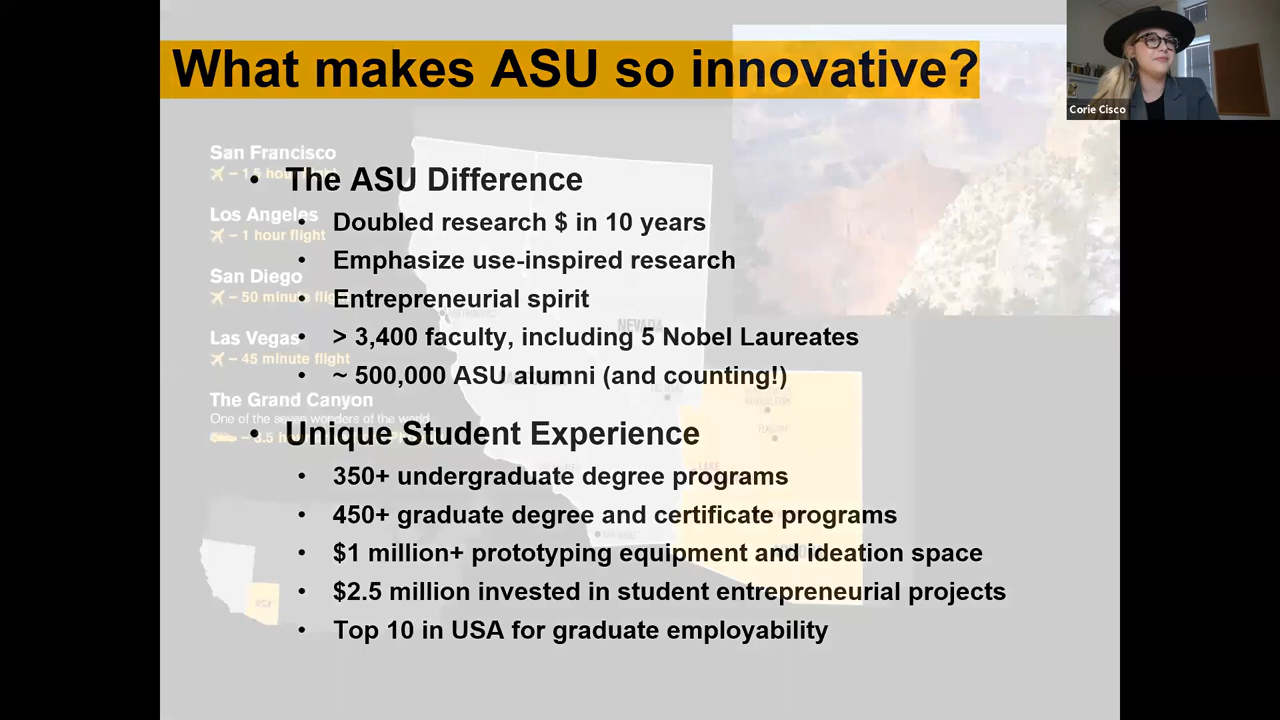 What makes ASU so innovative?
Corie Cisco
San Francisco
• The ASU Difference
Los Angeles
~ 1 hour flight
• Doubled research $ in 10 years
• Emphasize use-inspired research
San Diego
~ 50 minute
• Entrepreneurial spirit
NEVADA
Las Vegas
~ 45 minute flight
• > 3,400 faculty, including 5 Nobel Laureates
• ~ 500,000 ASU alumni (and counting!)
The Grand Canyon
One of the seven wonders of the world
• Unique Student Experience
• 350+ undergraduate degree programs
• 450+ graduate degree and certificate programs
• $1 million+ prototyping equipment and ideation space
• $2.5 million invested in student entrepreneurial projects
• Top 10 in USA for graduate employability